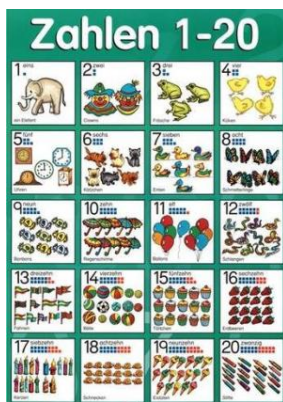 Zahlen 1-20
1 eins
ein Elefant
2 zwei
Clowns
3 drei
Frösche
4 vier
Küken
5 fünf
Uhren
6 sechs
Kätzchen
7 sieben
Enten
8 acht
Schmetterlinge
9 neun
Bonbons
10 zehn
Regenschirme
11 elf
Ballons
12 zwölf
Schlangen
13 dreizehn
Fahnen
14 vierzehn
Bälle
15 fünfzehn
Törtchen
16 sechzehn
Erdbeeren
17 siebzehn
Kerzen
18 achtzehn
Schnecken
19 neunzehn
20 zwanzig
Stifte